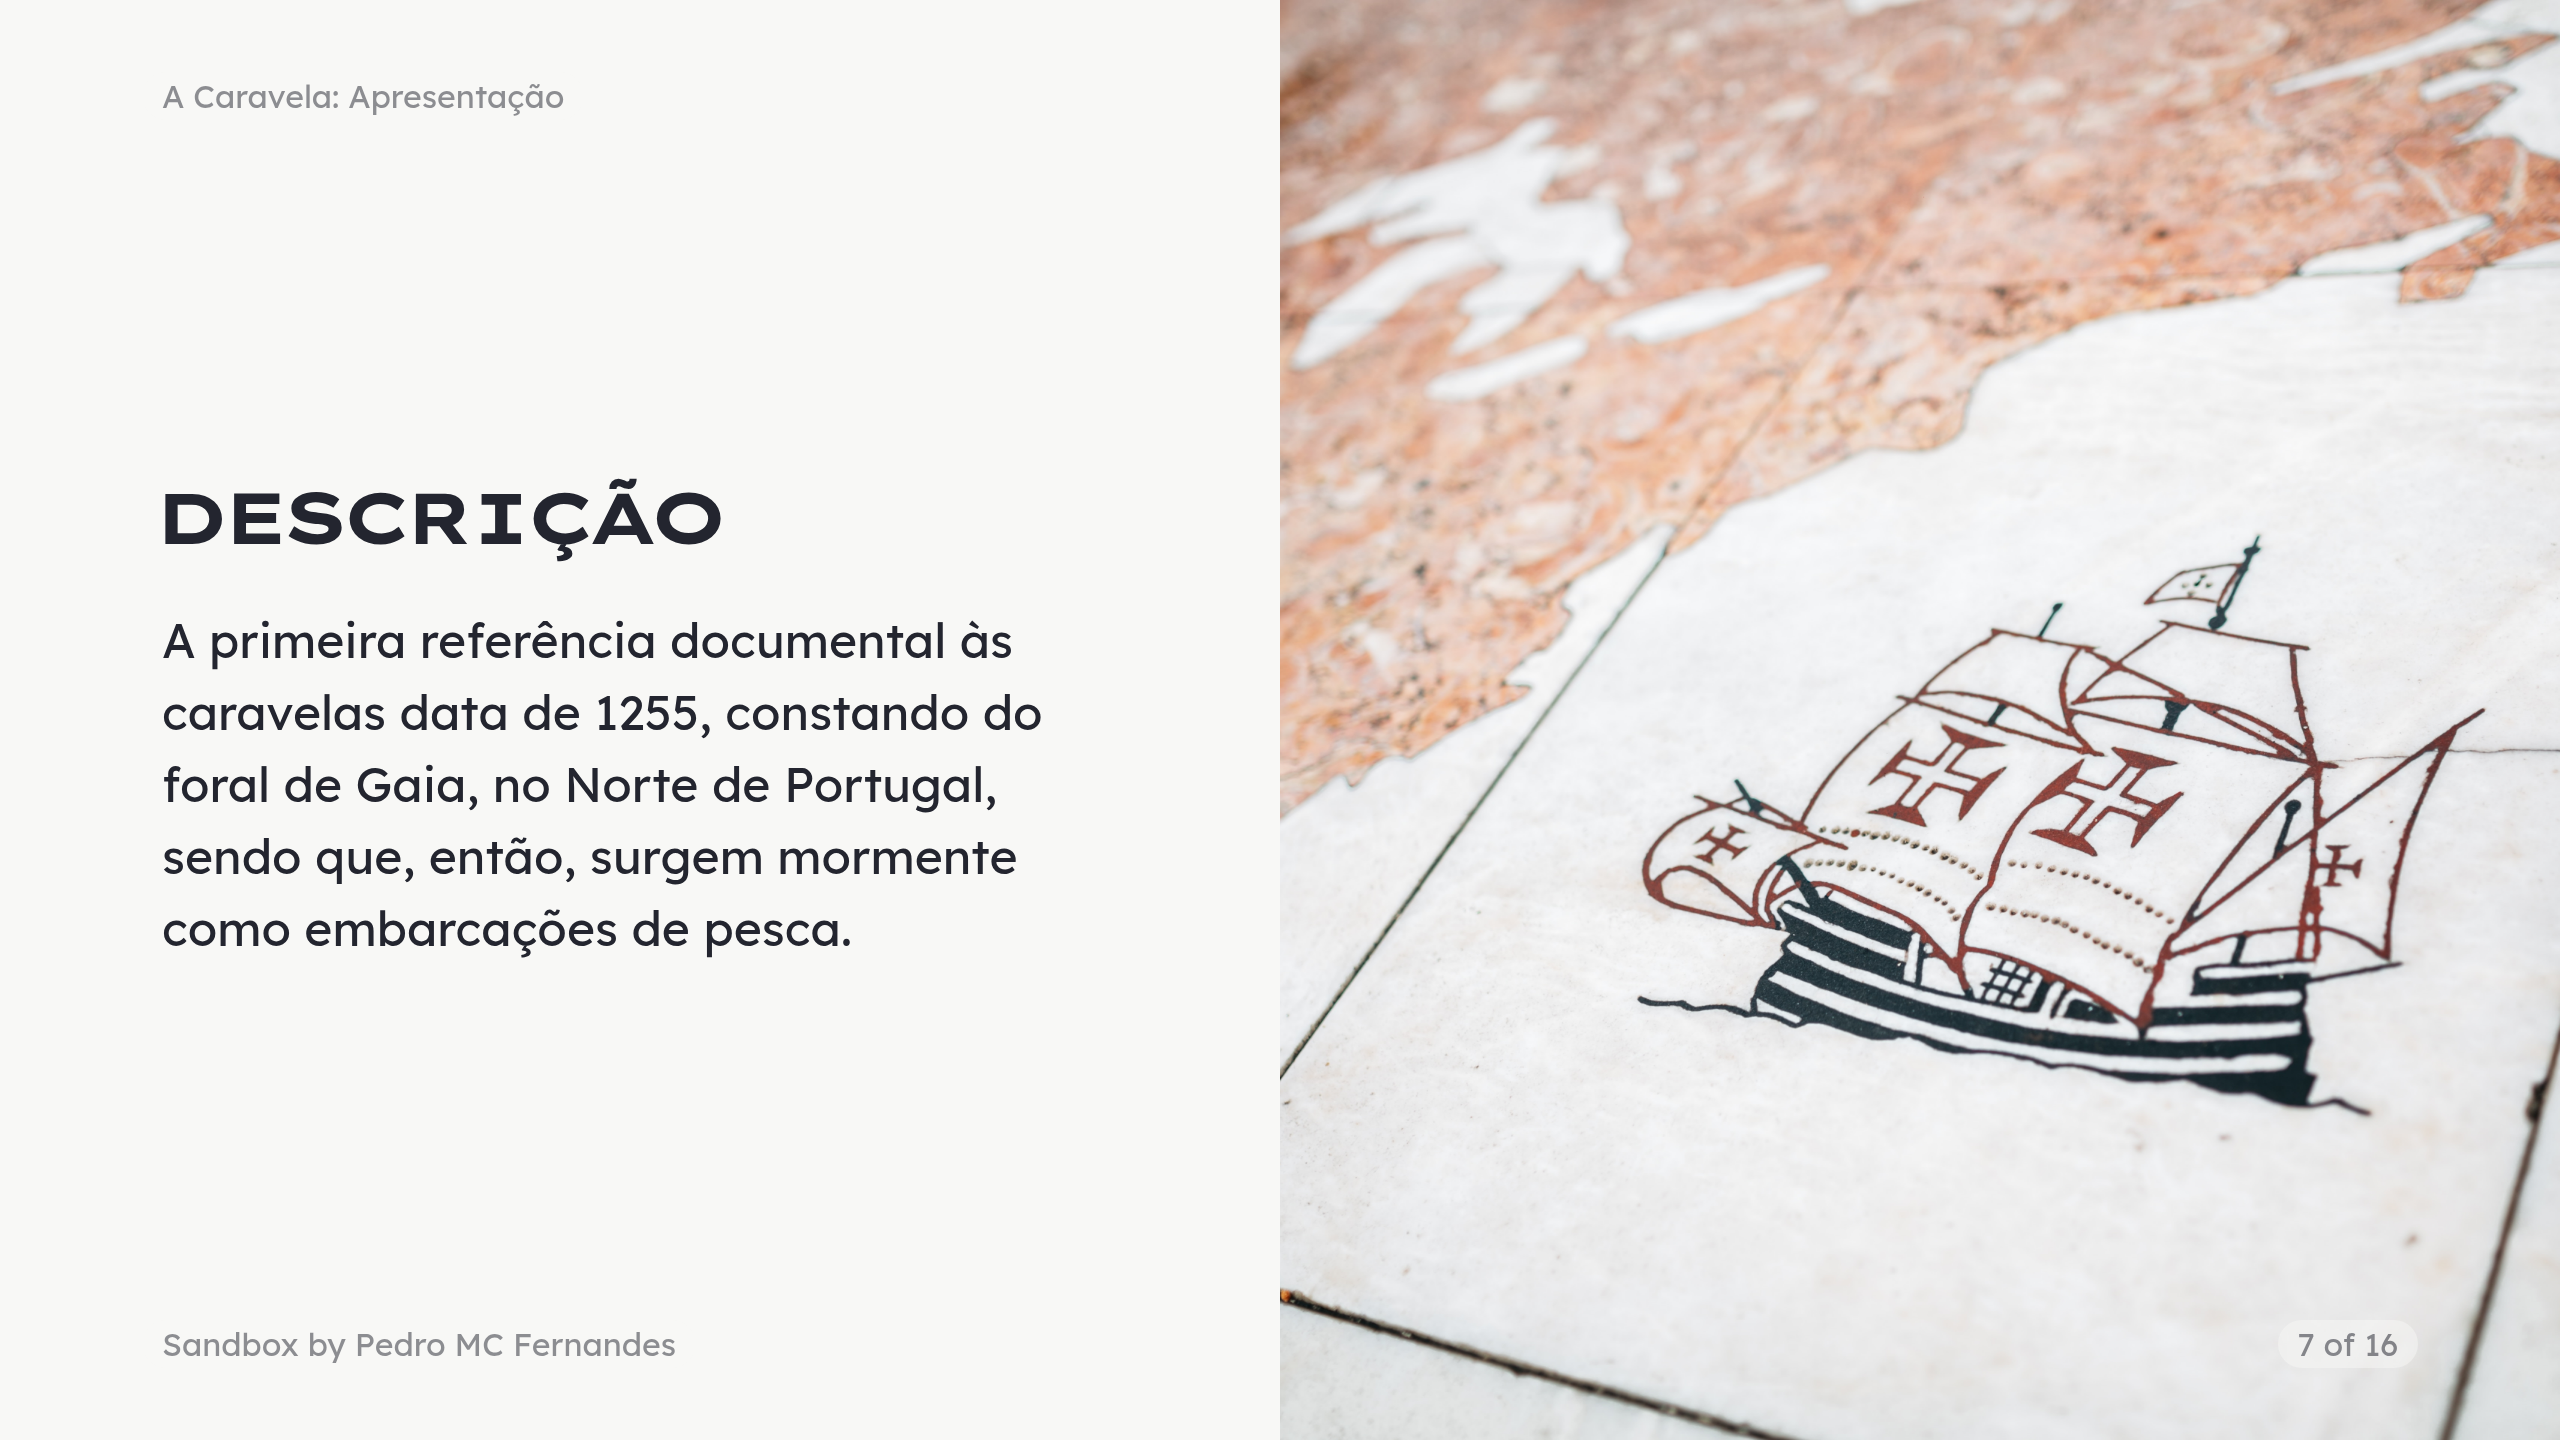 A Caravela: Apresentação
DESCRIÇÃO
A primeira referência documental às
caravelas data de 1255, constando do
foral de Gaia, no Norte de Portugal,
sendo que, então, surgem mormente
como embarcações de pesca.
Sandbox by Pedro MC Fernandes
7 of 16